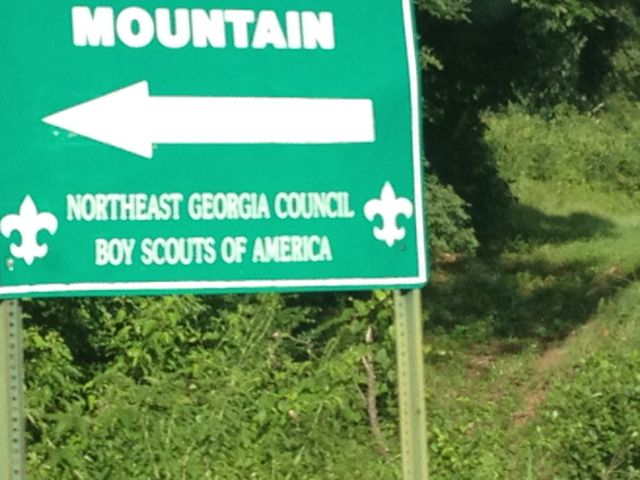 MOUNTAIN
NORTHEAST GEORGIA COUNCIL
BOY SCOUTS OF AMERICA